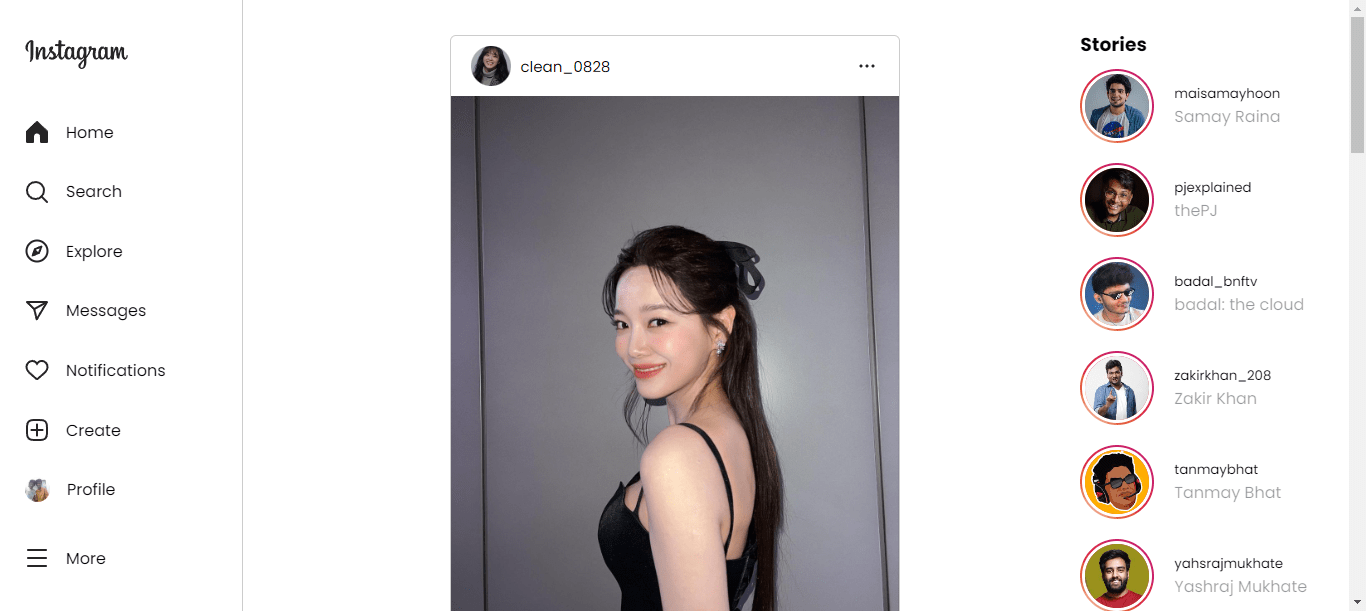 Instagram
Home
Search
Explore
Messages
Notifications
Create
Profile
More
clean_0828
Stories
maisamayhoon
Samay Raina
pjexplained
thePJ
badal_bnftv
badal: the cloud
zakirkhan_208
Zakir Khan
tanmaybhat
Tanmay Bhat
yahsrajmukhate
Yashraj Mukhate